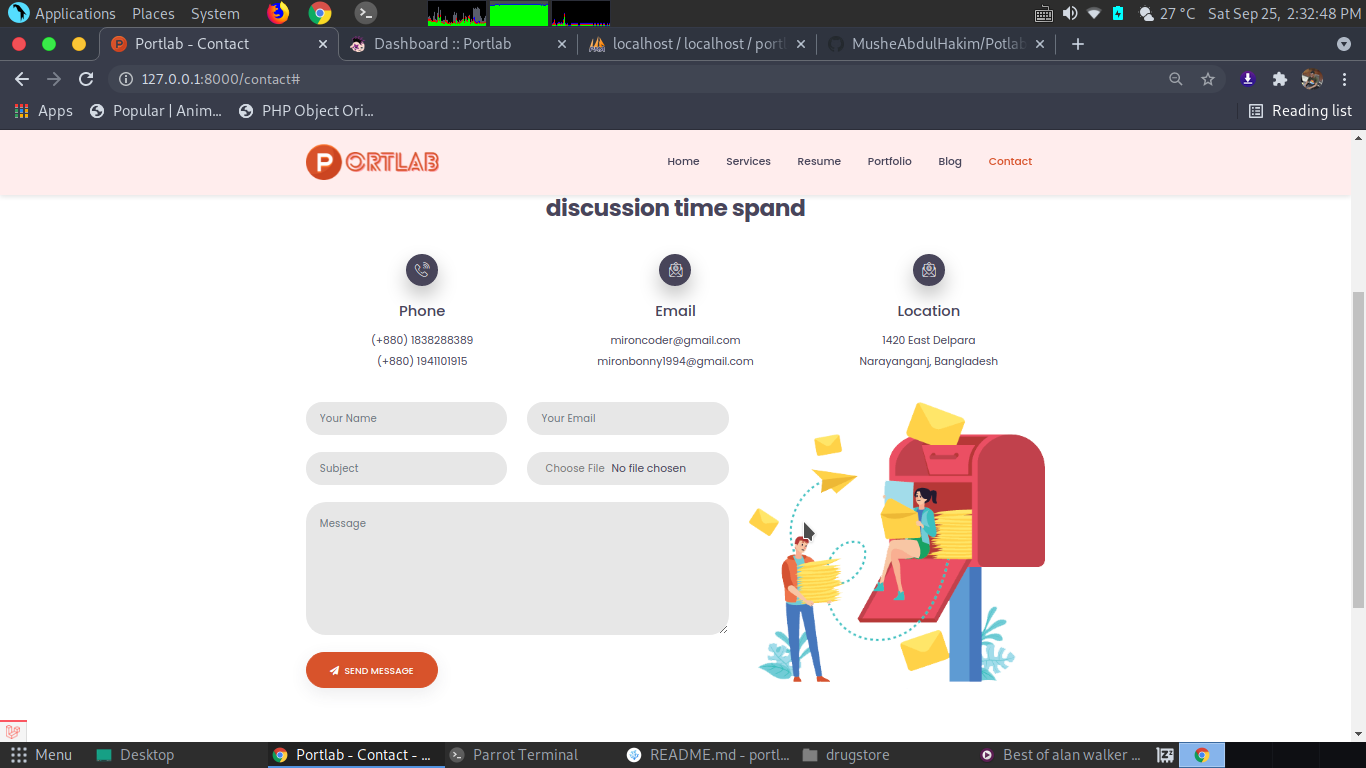 Applications Places System 27 °C Sat Sep 25, 2:32:48 PM
Portlab - Contact Dashboard :: Portlab localhost / localhost / portl MusheAbdulHakim/Potlab
127.0.0.1:8000/contact#
Apps Popular | Anim... PHP Object Ori... Reading list
PORTLAB Home Services Resume Portfolio Blog Contact
discussion time spand
Phone Email Location
(+880) 1838288389 mironcoder@gmail.com 1420 East Delpara
(+880) 1941101915 mironbonny1994@gmail.com Narayanganj, Bangladesh
Your Name Your Email
Subject Choose File No file chosen
Message
SEND MESSAGE
Menu Desktop Portlab - Contact - ... Parrot Terminal README.md - portl... drugstore Best of alan walker ...